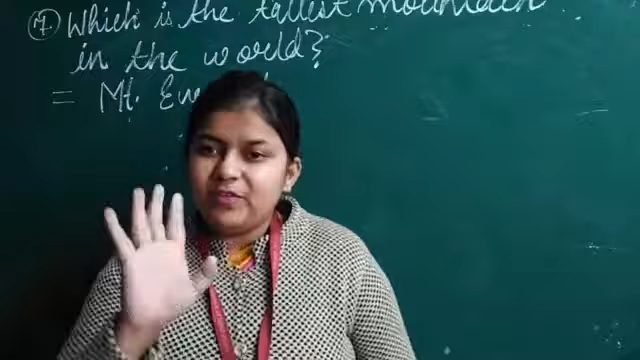 (7.) Which is the tallest mountain
in the world?
= Mt.